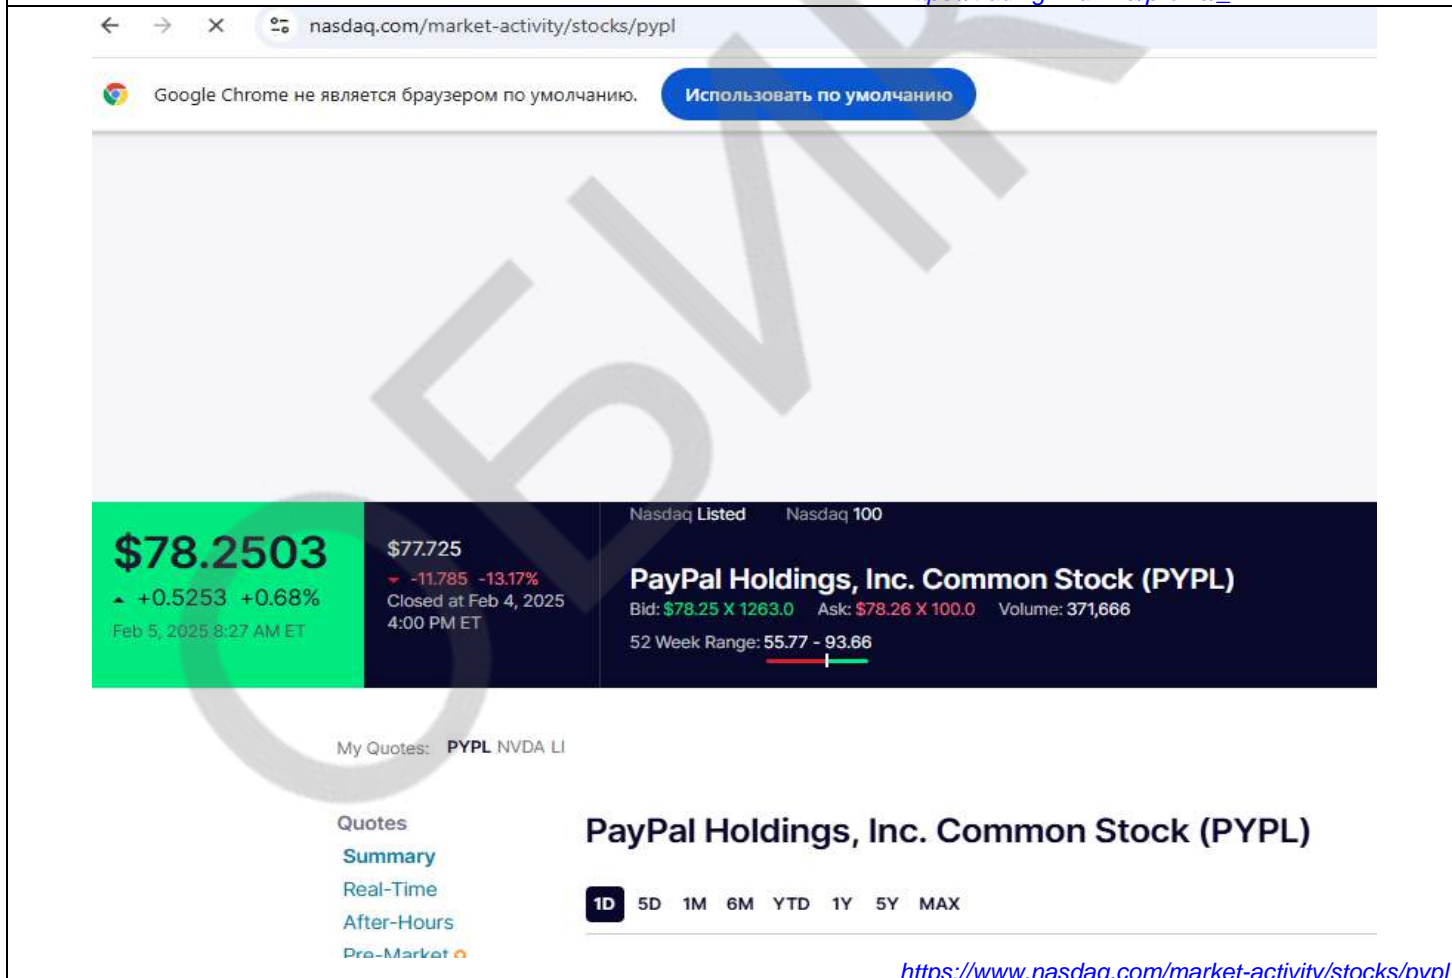 nasdaq.com/market-activity/stocks/pypl
Google Chrome не является браузером по умолчанию. Использовать по умолчанию
Nasdaq Listed Nasdaq 100
$78.2503
+0.5253 +0.68%
Feb 5, 2025 8:27 AM ET
$77.725
-11.785 -13.17%
Closed at Feb 4, 2025
4:00 PM ET
PayPal Holdings, Inc. Common Stock (PYPL)
Bid: $78.25 X 1263.0 Ask: $78.26 X 100.0 Volume: 371,666
52 Week Range: 55.77 - 93.66
My Quotes: PYPL NVDA LI
Quotes
Summary
Real-Time
After-Hours
Pre-Market
PayPal Holdings, Inc. Common Stock (PYPL)
1D 5D 1M 6M YTD 1Y 5Y MAX
https://www.nasdaq.com/market-activity/stocks/pypl
ОБИК